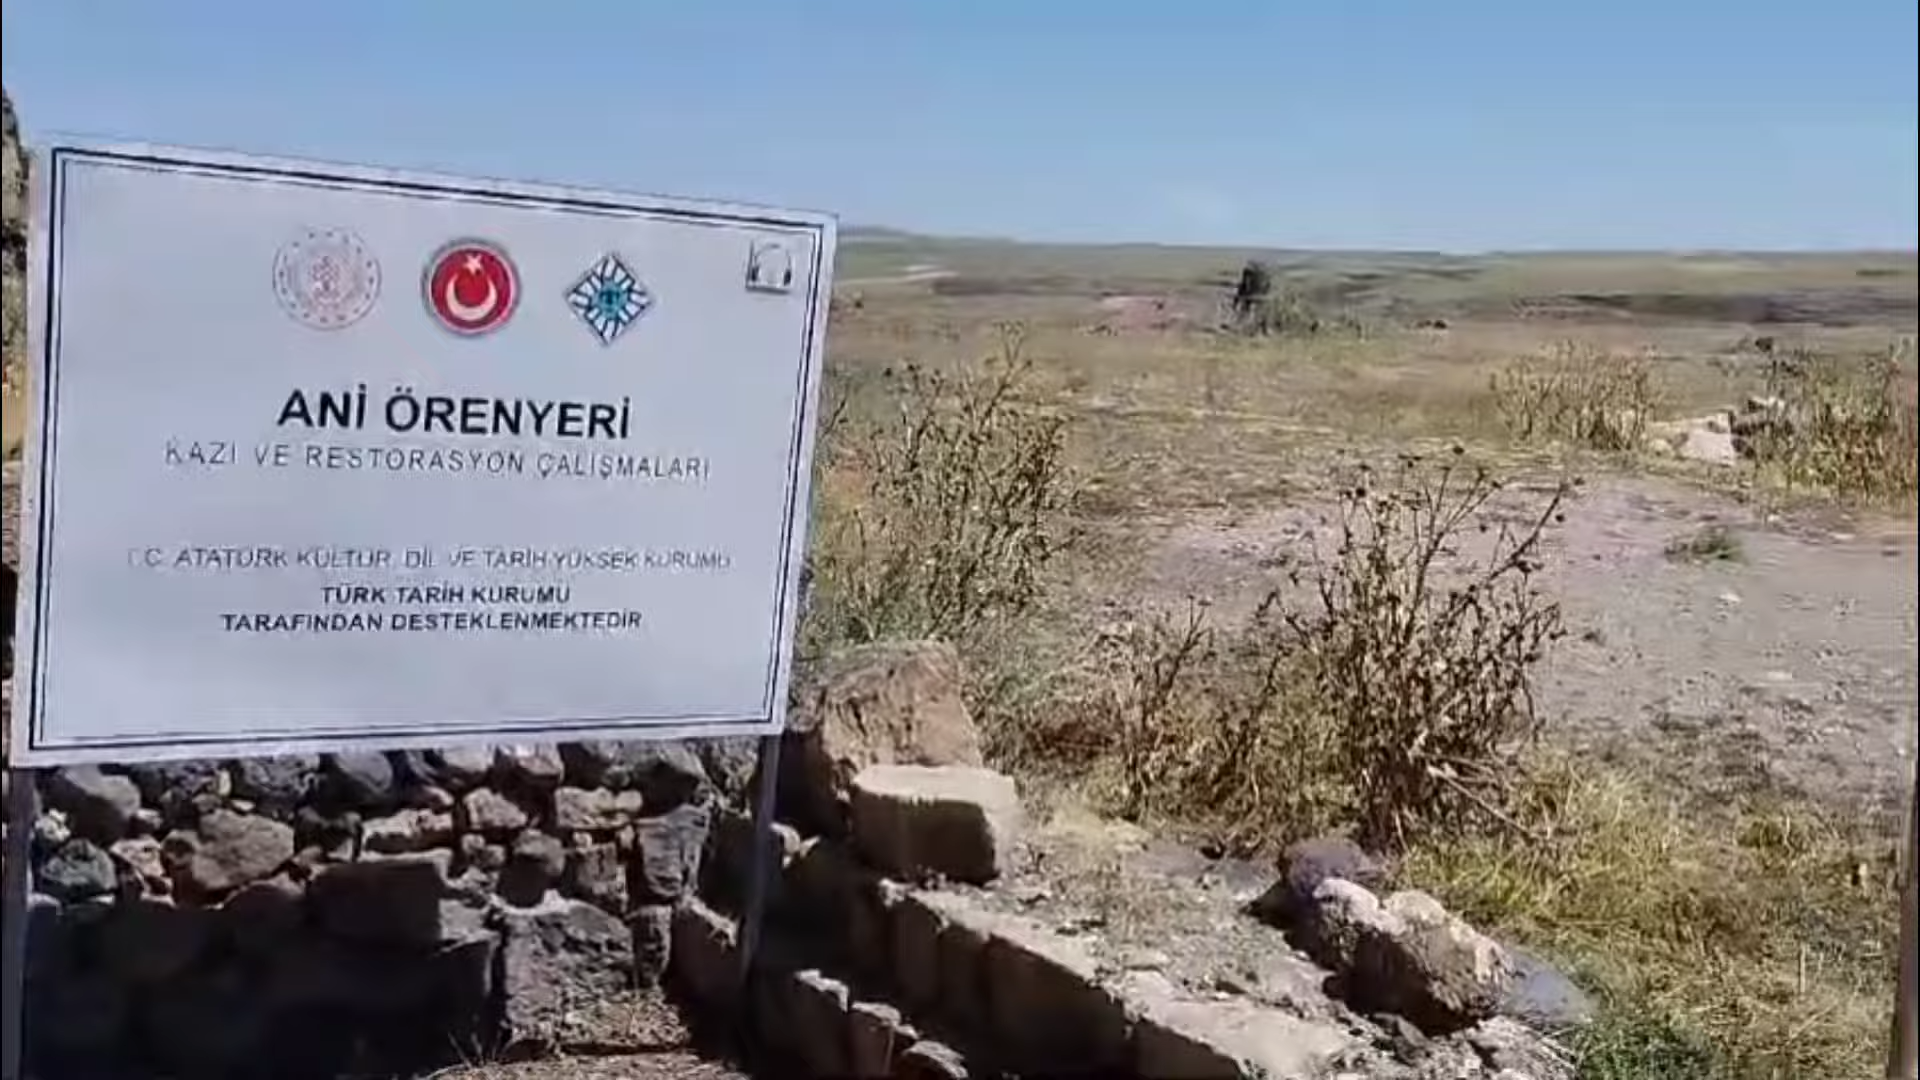 ANİ ÖRENYERİ
KAZI VE RESTORASYON ÇALIŞMALARI
T.C. ATATÜRK KÜLTÜR, DİL VE TARİH YÜKSEK KURUMU
TÜRK TARİH KURUMU
TARAFINDAN DESTEKLENMEKTEDİR